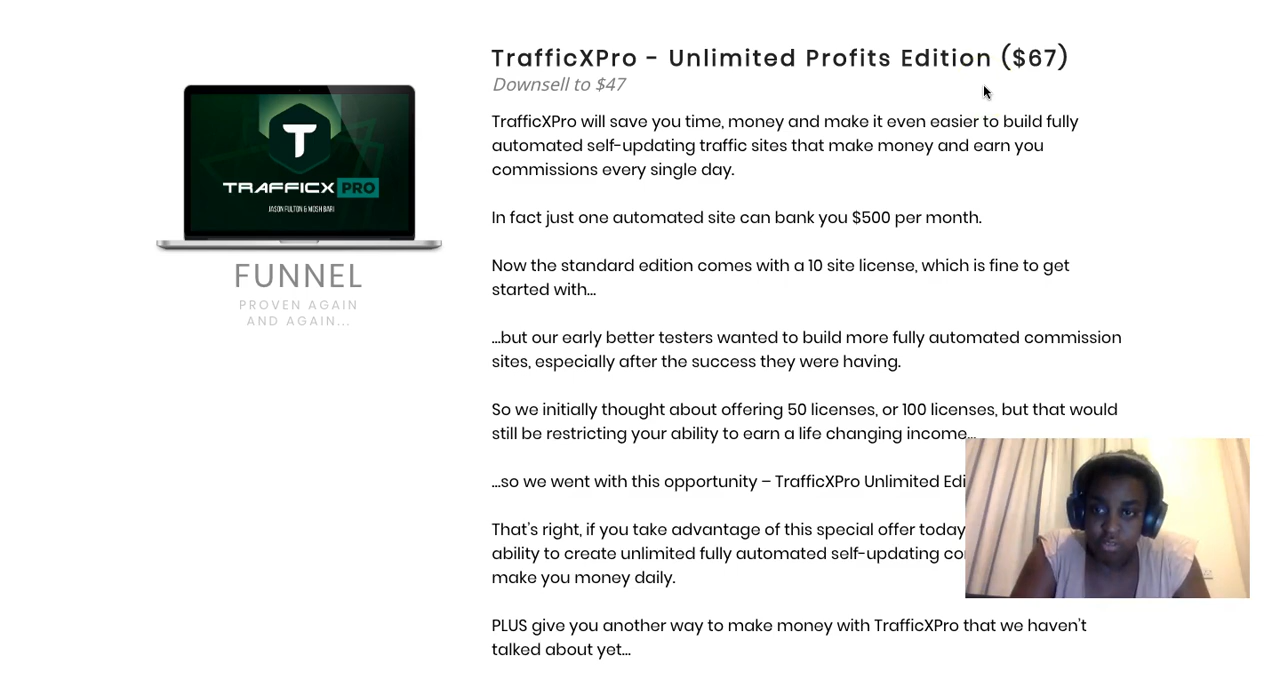 TrafficXPro - Unlimited Profits Edition ($67)
Downsell to $47
TrafficXPro will save you time, money and make it even easier to build fully
automated self-updating traffic sites that make money and earn you
commissions every single day.
In fact just one automated site can bank you $500 per month.
Now the standard edition comes with a 10 site license, which is fine to get
started with...
...but our early better testers wanted to build more fully automated commission
sites, especially after the success they were having.
So we initially thought about offering 50 licenses, or 100 licenses, but that would
still be restricting your ability to earn a life changing income...
...so we went with this opportunity – TrafficXPro Unlimited Edi
That's right, if you take advantage of this special offer today
ability to create unlimited fully automated self-updating co
make you money daily.
PLUS give you another way to make money with TrafficXPro that we haven't
talked about yet...
T
TRAFFICX PRO
JASON FULTON & MOSH BARI
FUNNEL
PROVEN AGAIN
AND AGAIN...